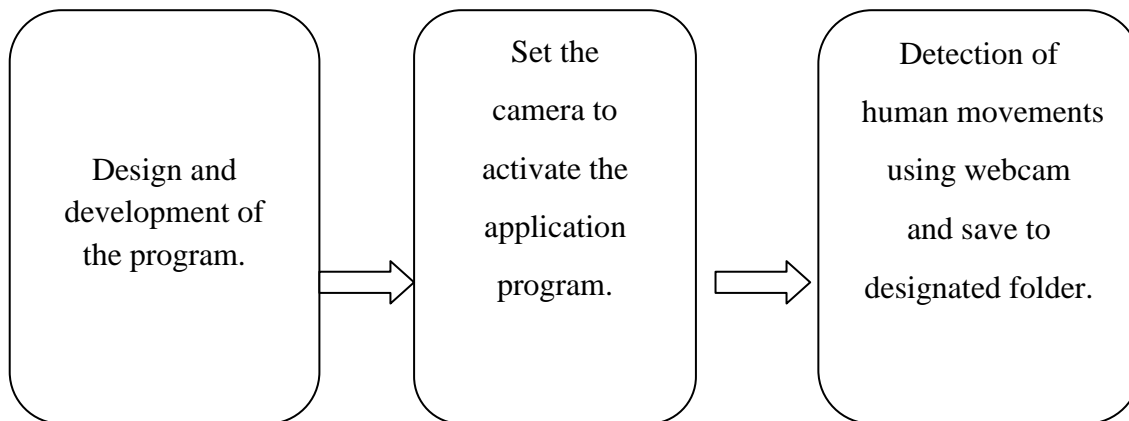 Design and
development of
the program.
Set the
camera to
activate the
application
program.
Detection of
human movements
using webcam
and save to
designated folder.